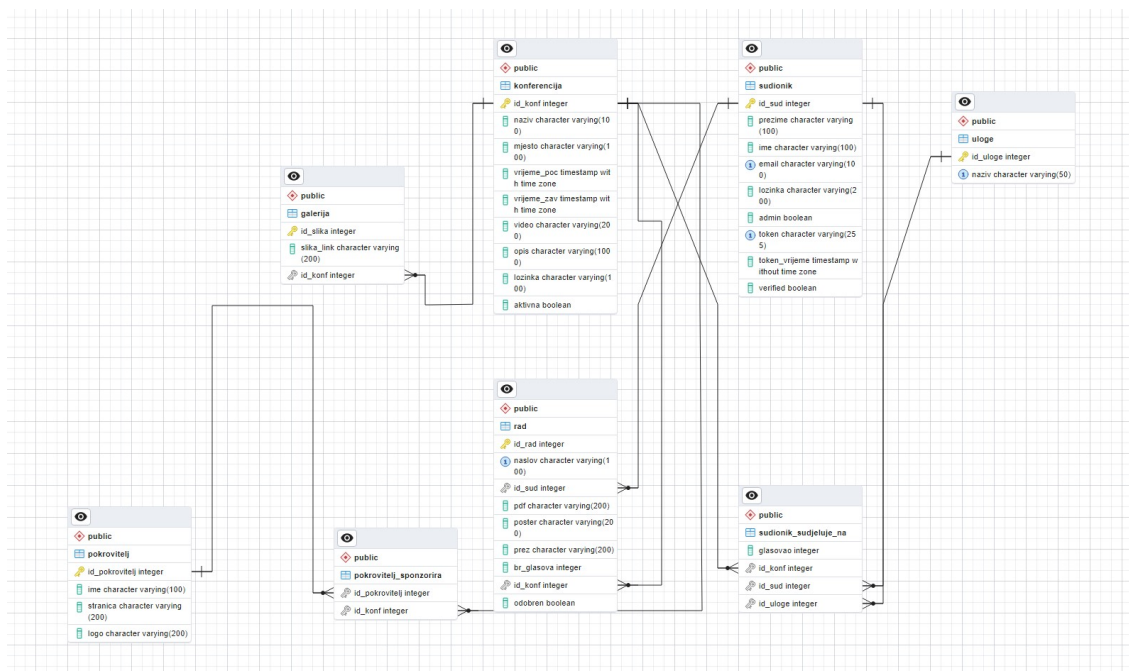 public
konferencija
id_konf integer
naziv character varying(10
0)
mjesto character varying(1
00)
vrijeme_poc timestamp wit
h time zone
vrijeme_zav timestamp wit
h time zone
video character varying(20
0)
opis character varying(100
0)
lozinka character varying(1
00)
aktivna boolean
public
sudionik
id_sud integer
prezime character varying
(100)
ime character varying(100)
email character varying(10
0)
lozinka character varying(2
00)
admin boolean
token character varying(25
5)
token_vrijeme timestamp w
ithout time zone
verified boolean
public
uloge
id_uloge integer
naziv character varying(50)
public
galerija
id_slika integer
slika_link character varying
(200)
id_konf integer
public
rad
id_rad integer
naslov character varying(1
00)
id_sud integer
pdf character varying(200)
poster character varying(20
0)
prez character varying(200)
br_glasova integer
id_konf integer
odobren boolean
public
sudionik_sudjeluje_na
glasovao integer
id_konf integer
id_sud integer
id_uloge integer
public
pokrovitelj
id_pokrovitelj integer
ime character varying(100)
stranica character varying
(200)
logo character varying(200)
public
pokrovitelj_sponzorira
id_pokrovitelj integer
id_konf integer